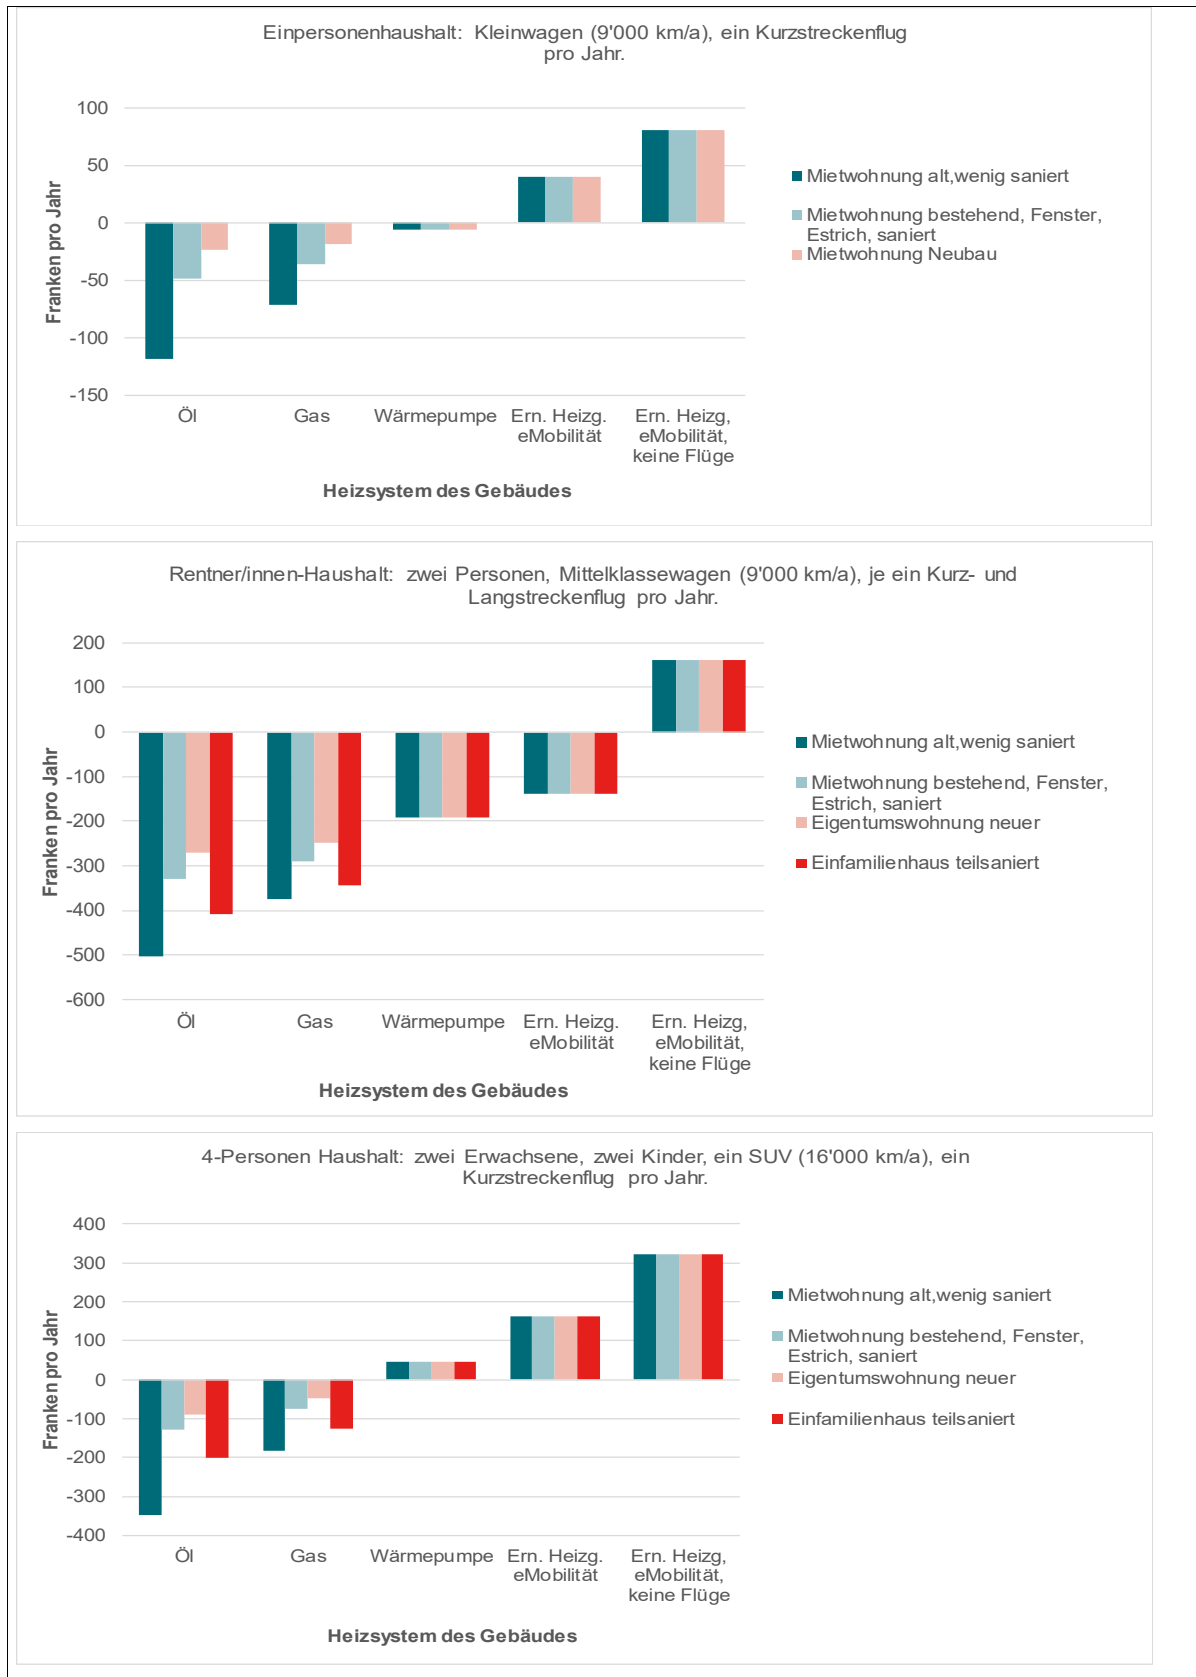 Einpersonenhaushalt: Kleinwagen (9'000 km/a), ein Kurzstreckenflug
pro Jahr.
Franken pro Jahr
100
50
0
-50
-100
-150
Öl
Gas
Wärmepumpe
Ern. Heizg.
eMobilität
Ern. Heizg,
eMobilität,
keine Flüge
Heizsystem des Gebäudes
Mietwohnung alt,wenig saniert
Mietwohnung bestehend, Fenster,
Estrich, saniert
Mietwohnung Neubau
Rentner/innen-Haushalt: zwei Personen, Mittelklassewagen (9'000 km/a), je ein Kurz- und
Langstreckenflug pro Jahr.
Franken pro Jahr
200
100
0
-100
-200
-300
-400
-500
-600
Öl
Gas
Wärmepumpe
Ern. Heizg.
eMobilität
Ern. Heizg,
eMobilität,
keine Flüge
Heizsystem des Gebäudes
Mietwohnung alt,wenig saniert
Mietwohnung bestehend, Fenster,
Estrich, saniert
Eigentumswohnung neuer
Einfamilienhaus teilsaniert
4-Personen Haushalt: zwei Erwachsene, zwei Kinder, ein SUV (16'000 km/a), ein
Kurzstreckenflug pro Jahr.
Franken pro Jahr
400
300
200
100
0
-100
-200
-300
-400
Öl
Gas
Wärmepumpe
Ern. Heizg.
eMobilität
Ern. Heizg,
eMobilität,
keine Flüge
Heizsystem des Gebäudes
Mietwohnung alt,wenig saniert
Mietwohnung bestehend, Fenster,
Estrich, saniert
Eigentumswohnung neuer
Einfamilienhaus teilsaniert